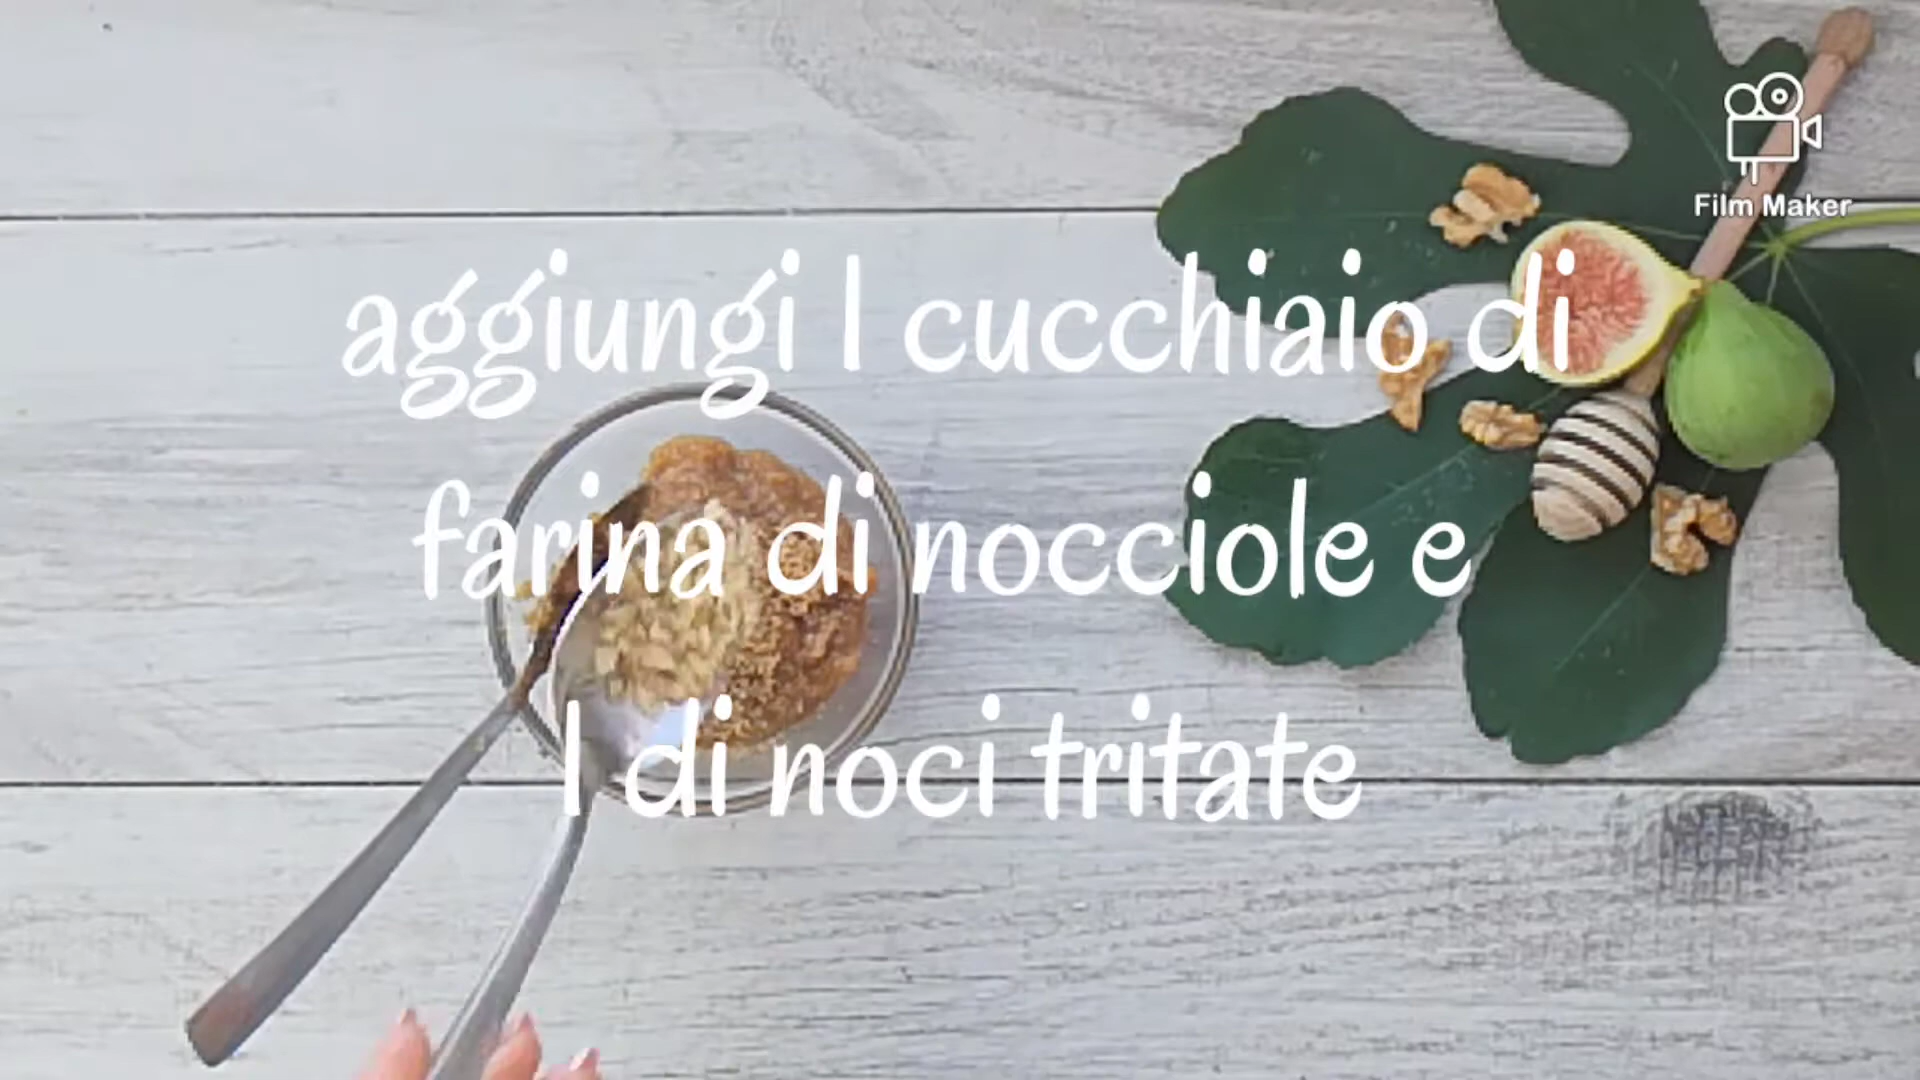 Film Maker
aggiungi 1 cucchiaio di
farina di nocciole e
1 di noci tritate